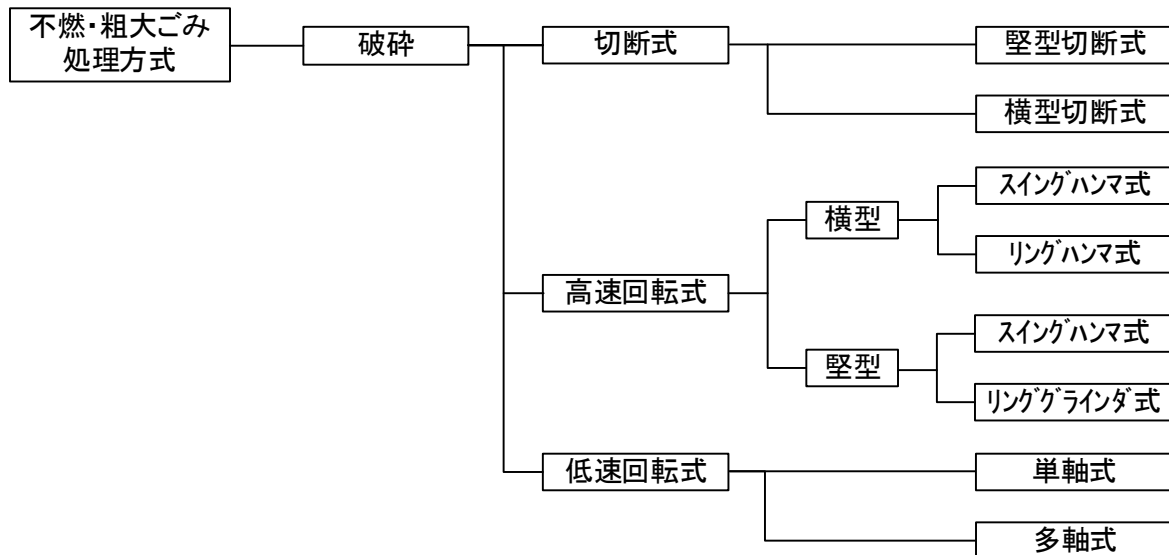 不燃・粗大ごみ
処理方式
破砕
切断式
堅型切断式
横型切断式
高速回転式
横型
スイングハンマ式
リングハンマ式
堅型
スイングハンマ式
リンググラインダ式
低速回転式
単軸式
多軸式